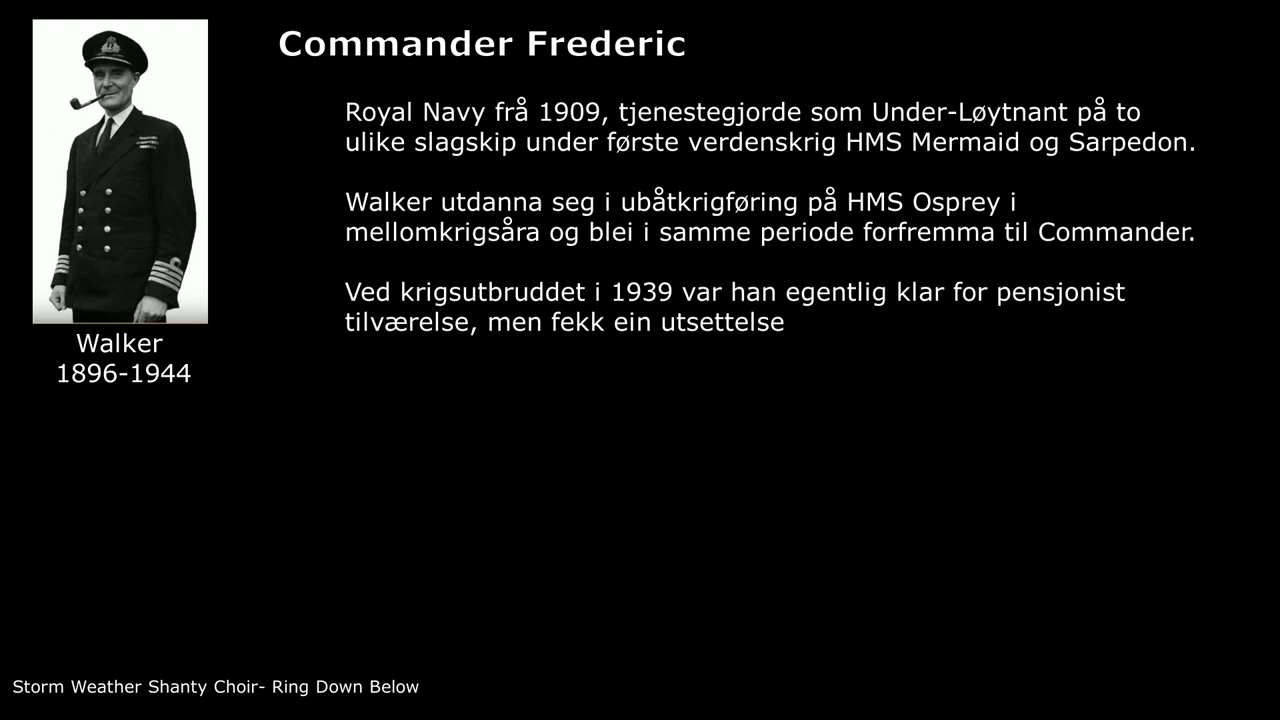 Commander Frederic
Royal Navy frå 1909, tjenestegjorde som Under-Løytnant på to
ulike slagskip under første verdenskrig HMS Mermaid og Sarpedon.
Walker utdanna seg i ubåtkrigføring på HMS Osprey i
mellomkrigsåra og blei i samme periode forfremma til Commander.
Ved krigsutbruddet i 1939 var han egentlig klar for pensjonist
tilværelse, men fekk ein utsettelse
Walker
1896-1944
Storm Weather Shanty Choir- Ring Down Below